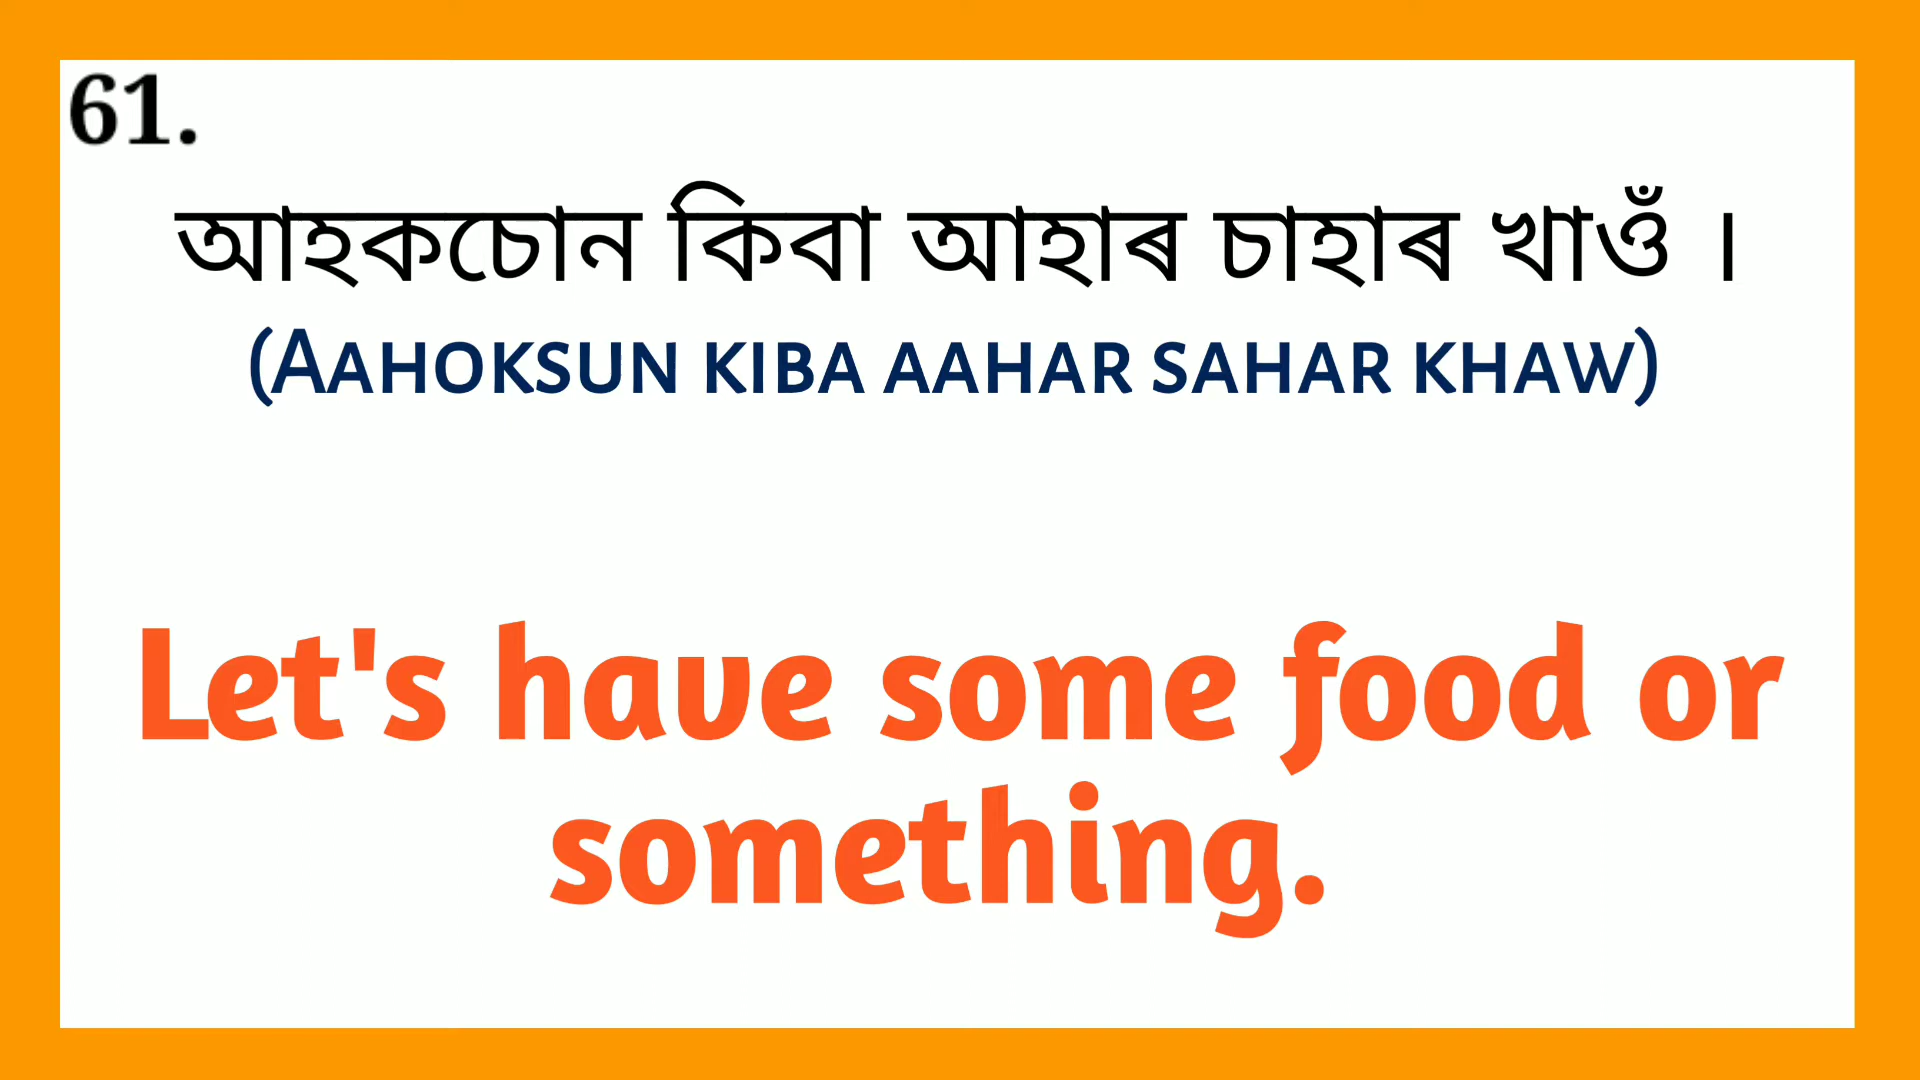 61.
আহকচোন কিবা আহাৰ চাহাৰ খাওঁ ।
(Aahoksun kiba aahar sahar khaw)
Let's have some food or
something.